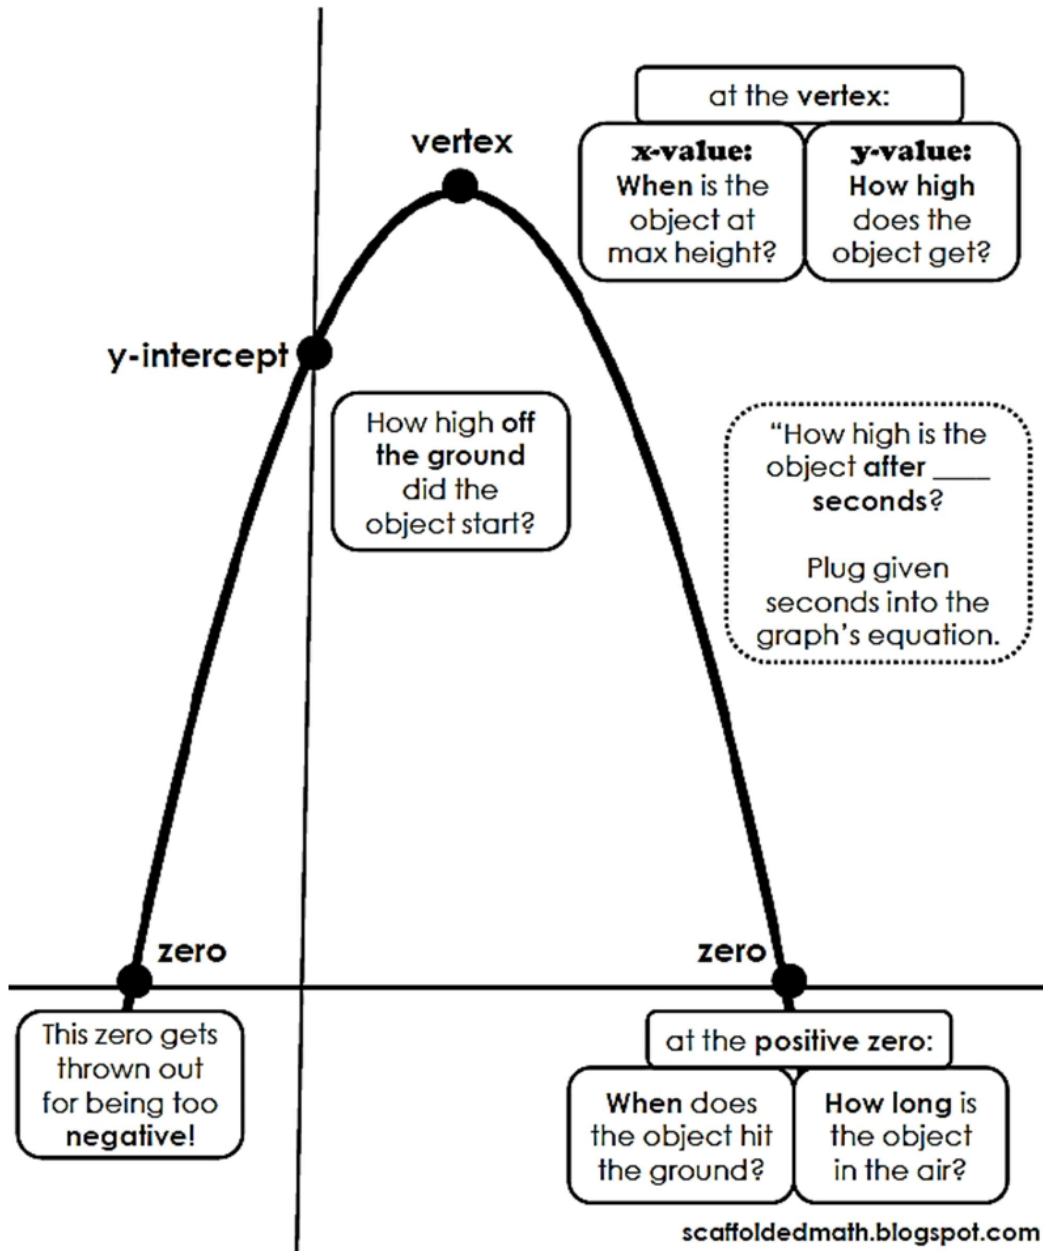 at the vertex:
vertex
x-value:
When is the
object at
max height?
y-value:
How high
does the
object get?
y-intercept
How high off
the ground
did the
object start?
“How high is the
object after ____
seconds?
Plug given
seconds into the
graph’s equation.
zero
zero
This zero gets
thrown out
for being too
negative!
at the positive zero:
When does
the object hit
the ground?
How long is
the object
in the air?
scaffoldedmath.blogspot.com